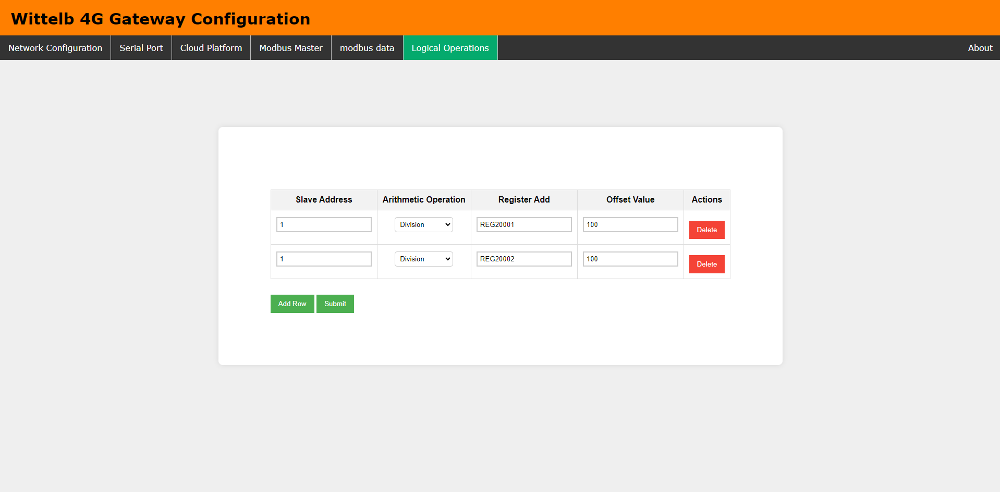 Wittelb 4G Gateway Configuration
Network Configuration Serial Port Cloud Platform Modbus Master modbus data Logical Operations About
Slave Address Arithmetic Operation Register Add Offset Value Actions
1 Division REG20001 100 Delete
1 Division REG20002 100 Delete
Add Row Submit